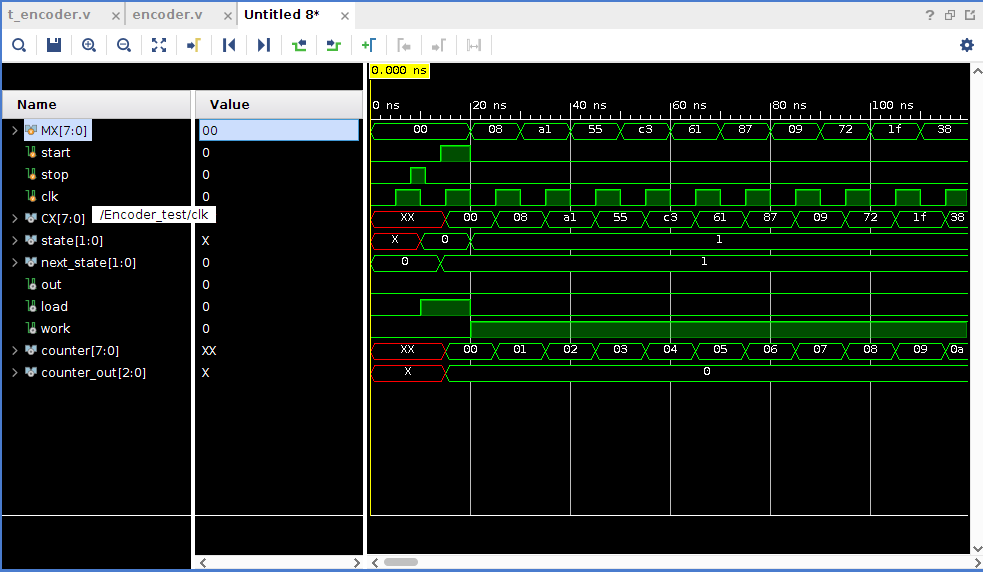 t_encoder.v × encoder.v × Untitled 8* × ?
0.000 ns
Name Value 0 ns 20 ns 40 ns 60 ns 80 ns 100 ns
MX[7:0] 00 00 08 a1 55 c3 61 87 09 72 1f 38
start 0
stop 0
clk 0
CX[7:0] /Encoder_test/clk XX 00 08 a1 55 c3 61 87 09 72 1f 38
state[1:0] X X 0 1
next_state[1:0] 0 0 1
out 0
load 0
work 0
counter[7:0] XX XX 00 01 02 03 04 05 06 07 08 09 0a
counter_out[2:0] X X 0